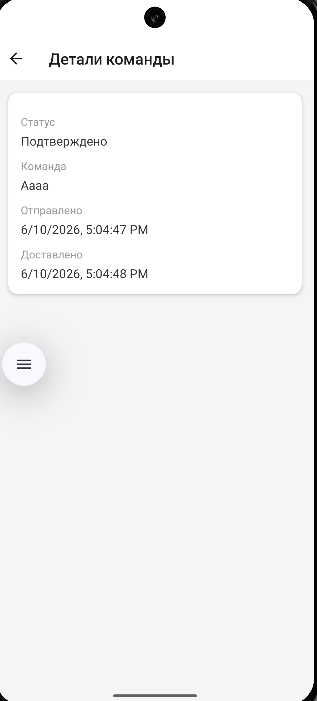 Детали команды
Статус
Подтверждено
Команда
Аааа
Отправлено
6/10/2026, 5:04:47 PM
Доставлено
6/10/2026, 5:04:48 PM